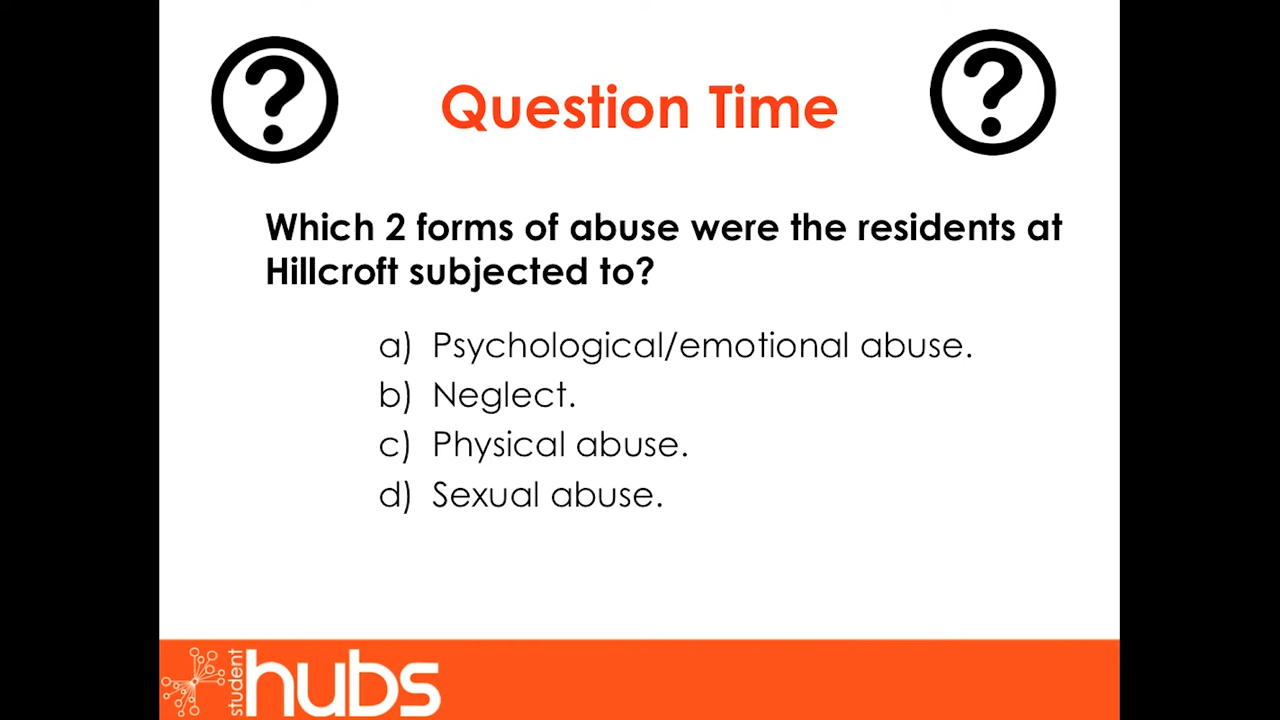 ?
?
Question Time
Which 2 forms of abuse were the residents at
Hillcroft subjected to?
a) Psychological/emotional abuse.
b) Neglect.
c) Physical abuse.
d) Sexual abuse.
student hubs